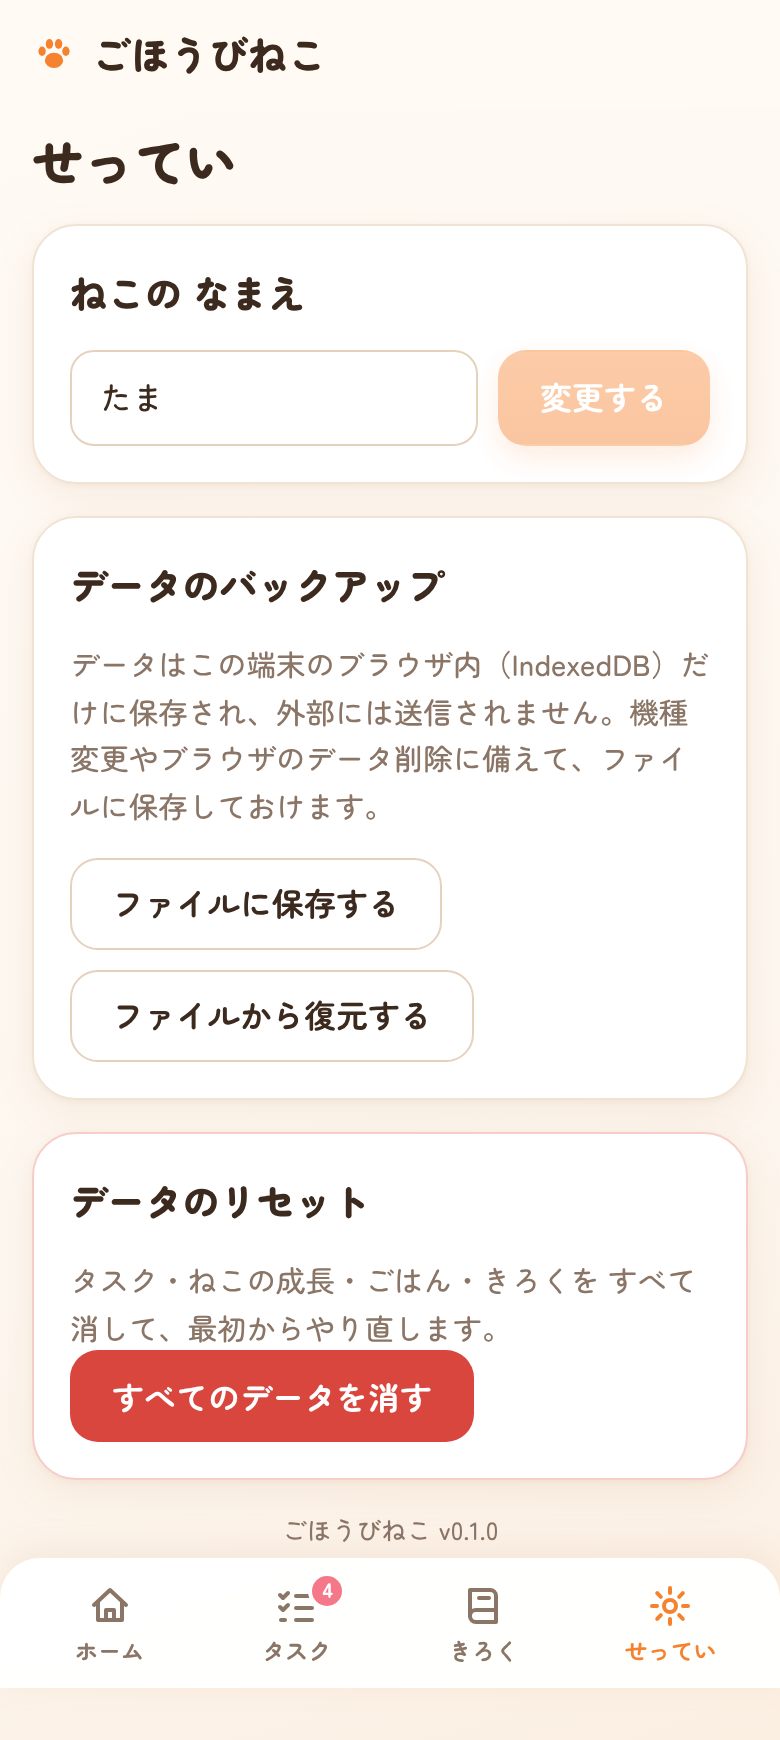 ごほうびねこ
せってい
ねこの なまえ
たま
変更する
データのバックアップ
データはこの端末のブラウザ内（IndexedDB）だ
けに保存され、外部には送信されません。機種
変更やブラウザのデータ削除に備えて、ファイ
ルに保存しておけます。
ファイルに保存する
ファイルから復元する
データのリセット
タスク・ねこの成長・ごはん・きろくを すべて
消して、最初からやり直します。
すべてのデータを消す
ごほうびねこ v0.1.0
4
ホーム
タスク
きろく
せってい